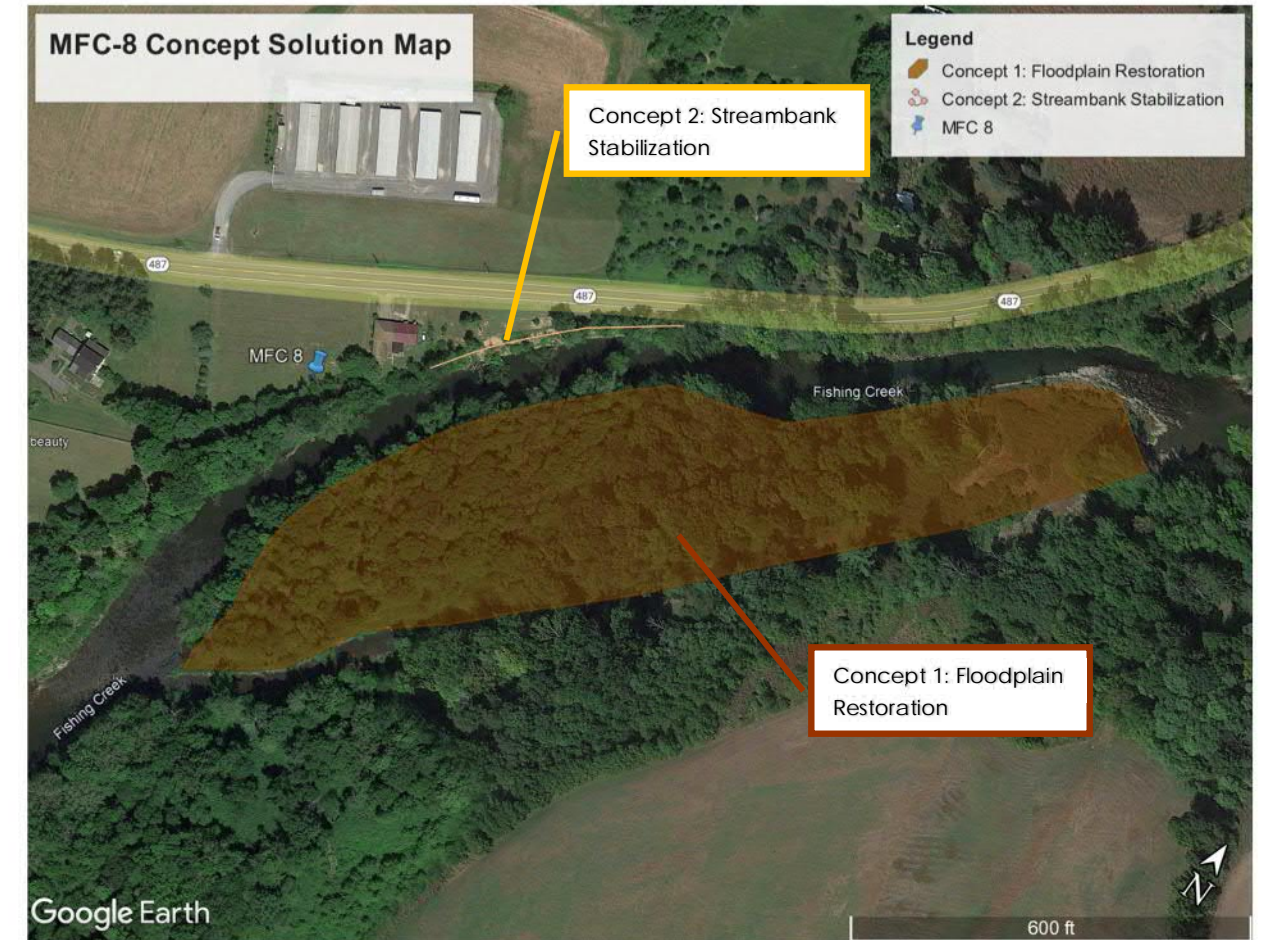 MFC-8 Concept Solution Map
Legend
Concept 1: Floodplain Restoration
Concept 2: Streambank Stabilization
MFC 8
Concept 2: Streambank
Stabilization
487
487
487
MFC 8
Fishing Creek
beauty
Concept 1: Floodplain
Restoration
Fishing Creek
N
Google Earth
600 ft